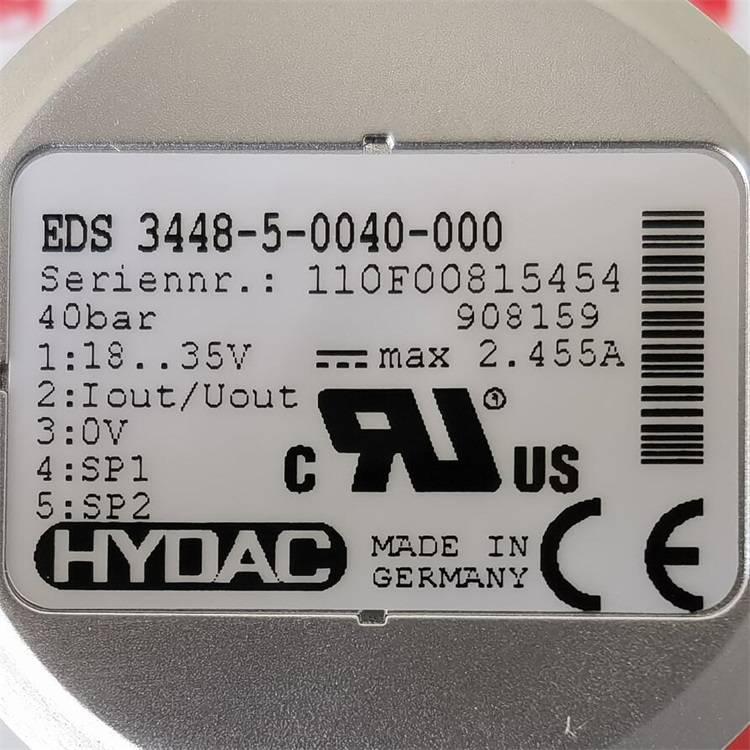 EDS 3448-5-0040-000
Seriennr.: 110F00815454
40bar 908159
1:18..35V ⎓ max 2.455A
2:Iout/Uout
3:0V
4:SP1
5:SP2
c RU ® US
HYDAC MADE IN GERMANY CE